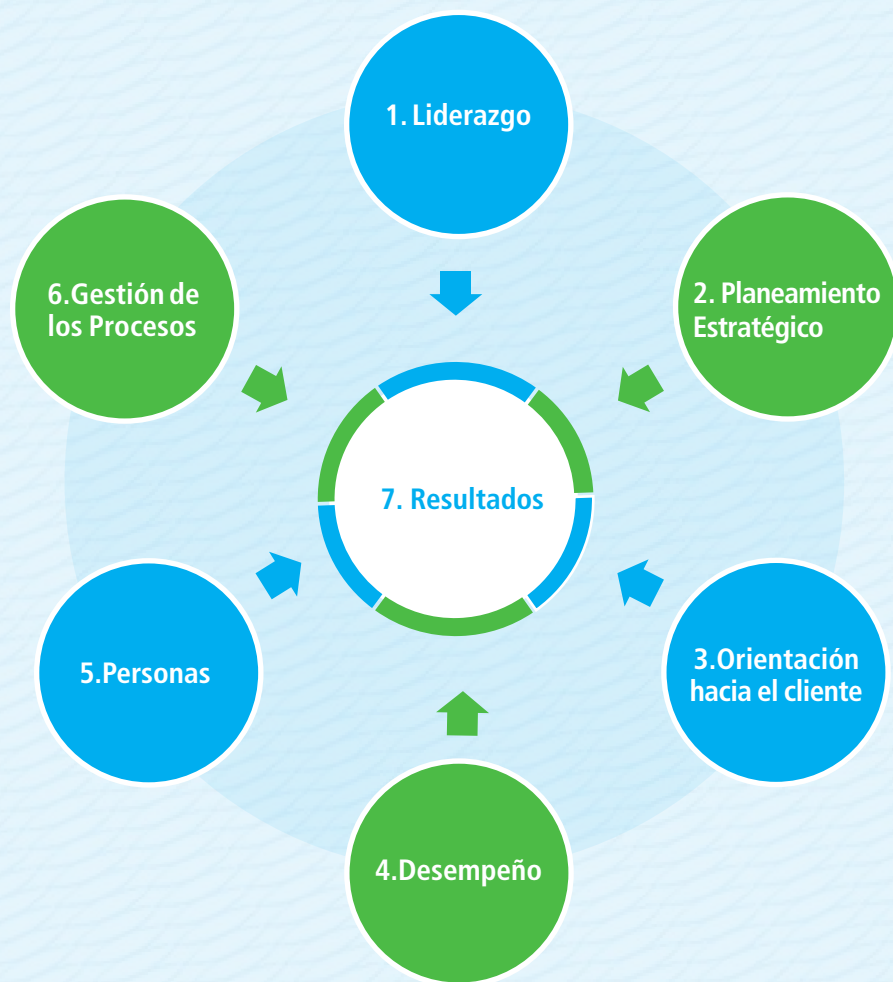 1. Liderazgo
2. Planeamiento
Estratégico
3.Orientación
hacia el cliente
4.Desempeño
5.Personas
6.Gestión de
los Procesos
7. Resultados